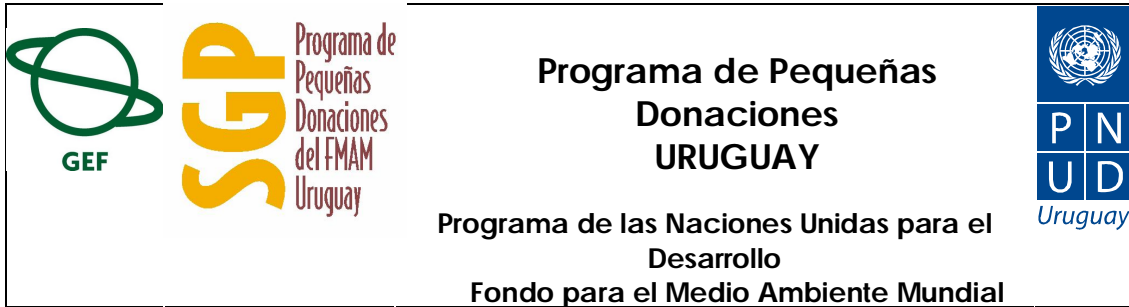 GEF
SGP
Programa de
Pequeñas
Donaciones
del FMAM
Uruguay
Programa de Pequeñas
Donaciones
URUGUAY
Programa de las Naciones Unidas para el
Desarrollo
Fondo para el Medio Ambiente Mundial
P N
U D
Uruguay